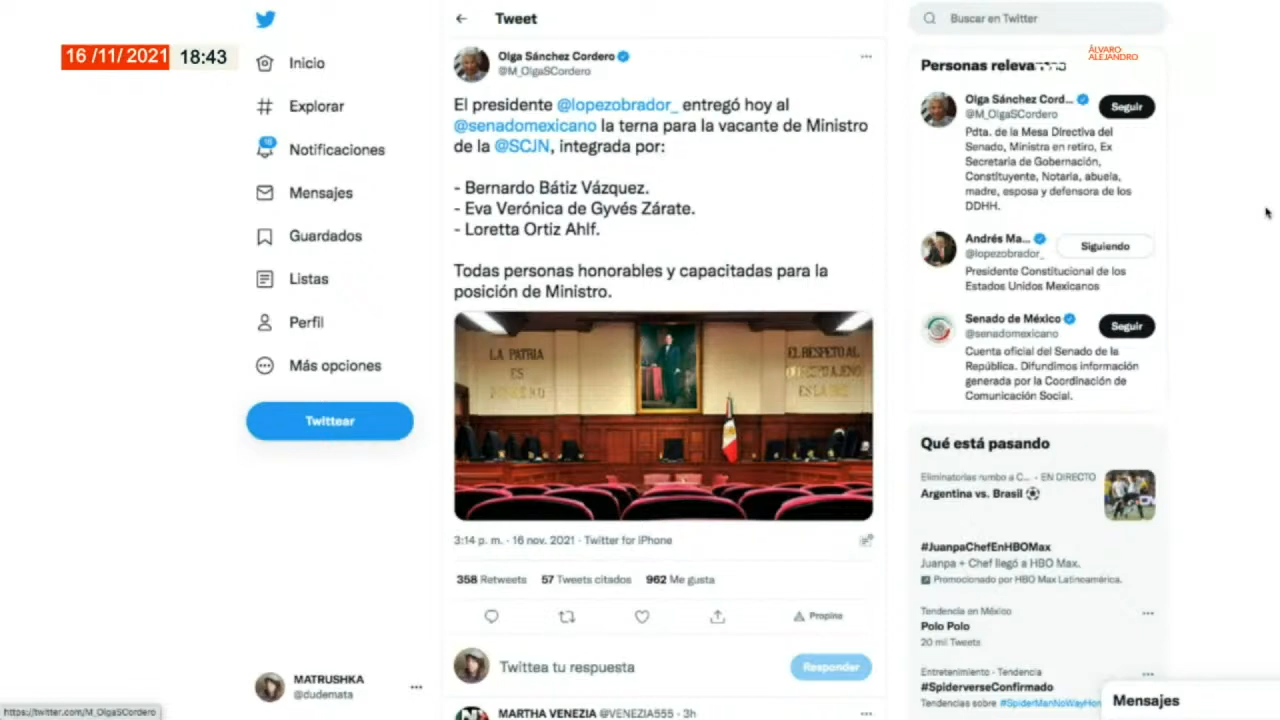 16 /11/ 2021 18:43
Inicio
Explorar
Notificaciones
Mensajes
Guardados
Listas
Perfil
Más opciones
Twittear
MATRUSHKA
@dudemata
https://twitter.com/M_OlgaSCordero
Tweet
Olga Sánchez Cordero
@M_OlgaSCordero
El presidente @lopezobrador_ entregó hoy al
@senadomexicano la terna para la vacante de Ministro
de la @SCJN, integrada por:
- Bernardo Bátiz Vázquez.
- Eva Verónica de Gyvés Zárate.
- Loretta Ortiz Ahlf.
Todas personas honorables y capacitadas para la
posición de Ministro.
LA PATRIA
ES
EL RESPETO AL
3:14 p. m. · 16 nov. 2021 · Twitter for iPhone
358 Retweets 57 Tweets citados 962 Me gusta
Propina
Twittea tu respuesta
Responder
MARTHA VENEZIA @VENEZIA555 · 3h
Buscar en Twitter
ÁLVARO
ALEJANDRO
Personas
Olga Sánchez Cord...
@M_OlgaSCordero
Seguir
Pdta. de la Mesa Directiva del
Senado, Ministra en retiro, Ex
Secretaria de Gobernación,
Constituyente, Notaria, abuela,
madre, esposa y defensora de los
DDHH.
Andrés Ma...
@lopezobrador_
Siguiendo
Presidente Constitucional de los
Estados Unidos Mexicanos
Senado de México
@senadomexicano
Seguir
Cuenta oficial del Senado de la
República. Difundimos información
generada por la Coordinación de
Comunicación Social.
Qué está pasando
Eliminatorias rumbo a C... · EN DIRECTO
Argentina vs. Brasil
#JuanpaChefEnHBOMax
Juanpa + Chef llegó a HBO Max.
Promocionado por HBO Max Latinoamérica.
Tendencia en México
Polo Polo
20 mil Tweets
Entretenimiento · Tendencia
#SpiderverseConfirmado
Tendencias sobre #SpiderManNoWayHon
Mensajes